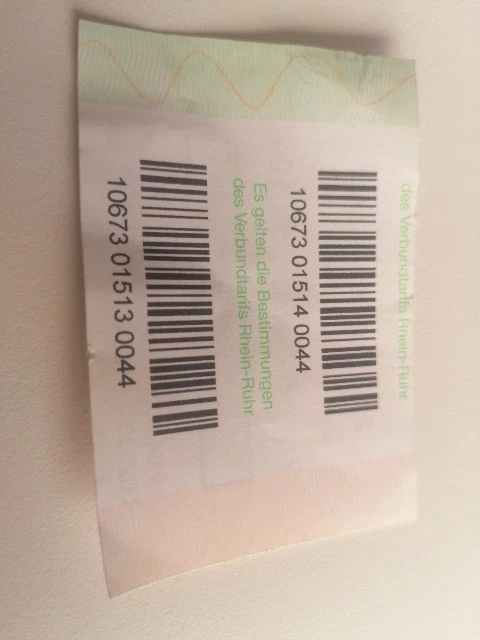 des Verbundtarifs Rhein-Ruhr
10673 01514 0044
Es gelten die Bestimmungen
des Verbundtarifs Rhein-Ruhr
10673 01513 0044